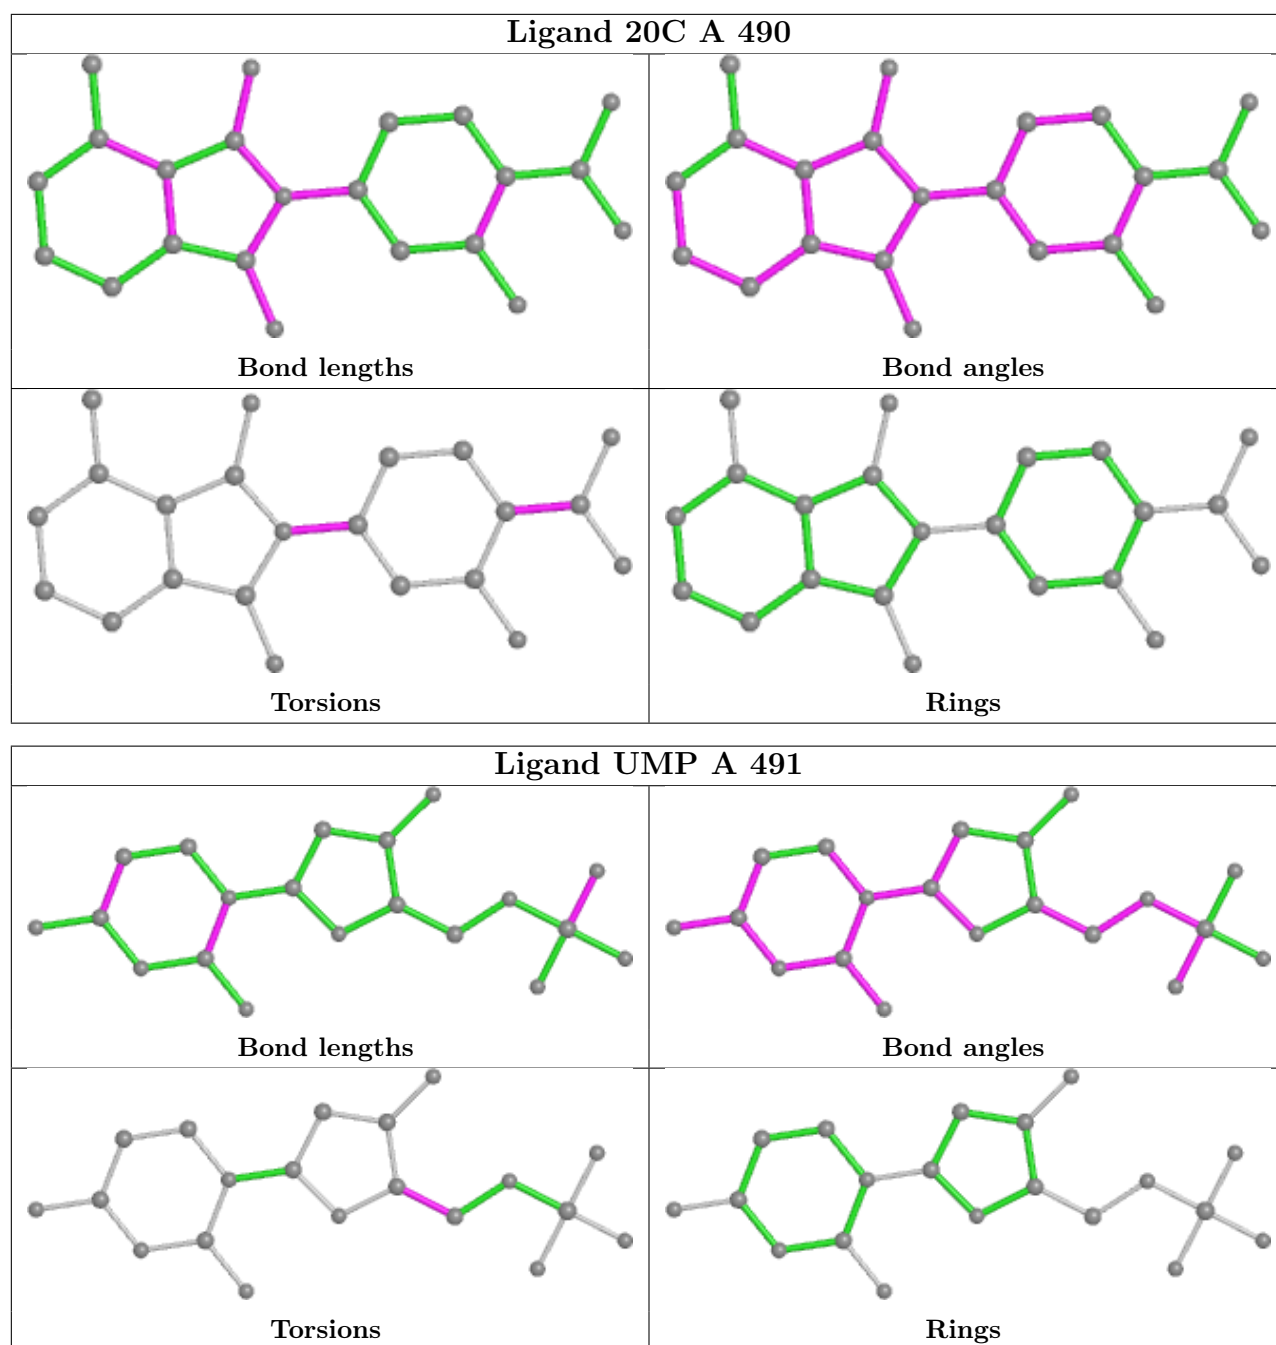 Ligand 20C A 490
Bond lengths
Bond angles
Torsions
Rings
Ligand UMP A 491
Bond lengths
Bond angles
Torsions
Rings